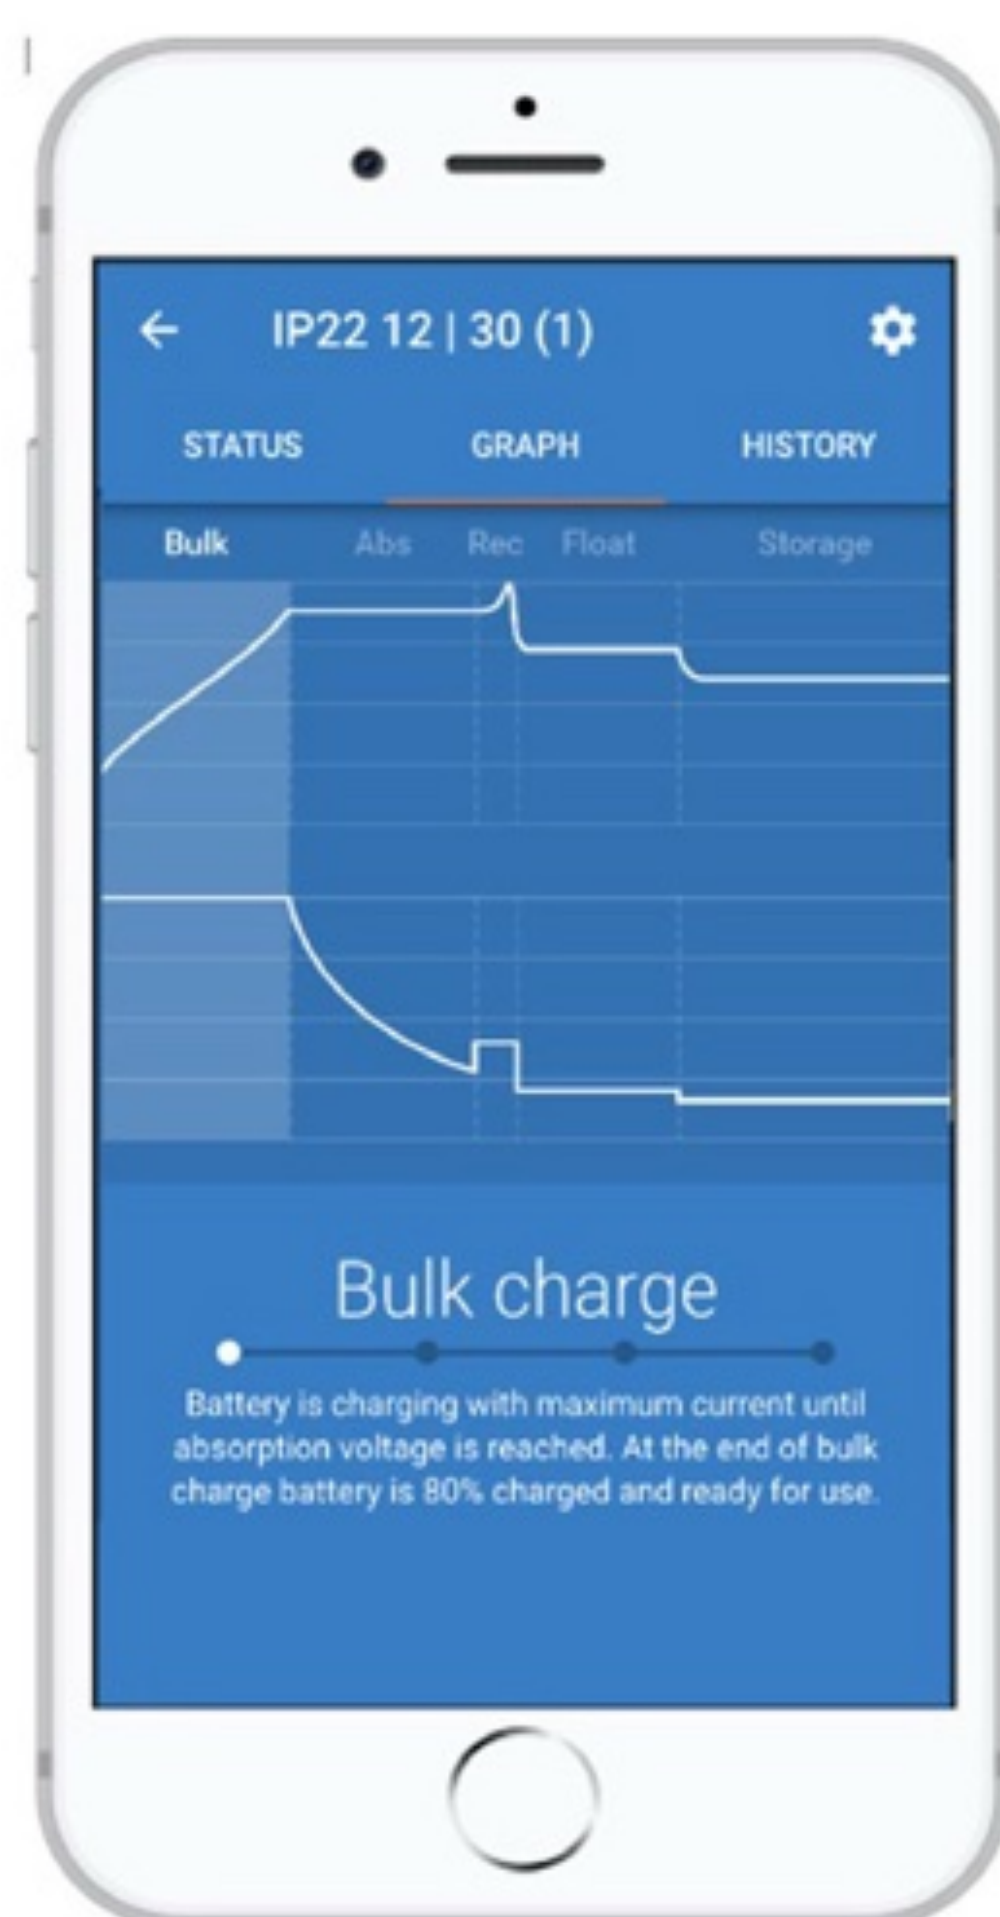 IP22 12 | 30 (1)
STATUS GRAPH HISTORY
Bulk Abs Rec Float Storage
Bulk charge
Battery is charging with maximum current until
absorption voltage is reached. At the end of bulk
charge battery is 80% charged and ready for use.